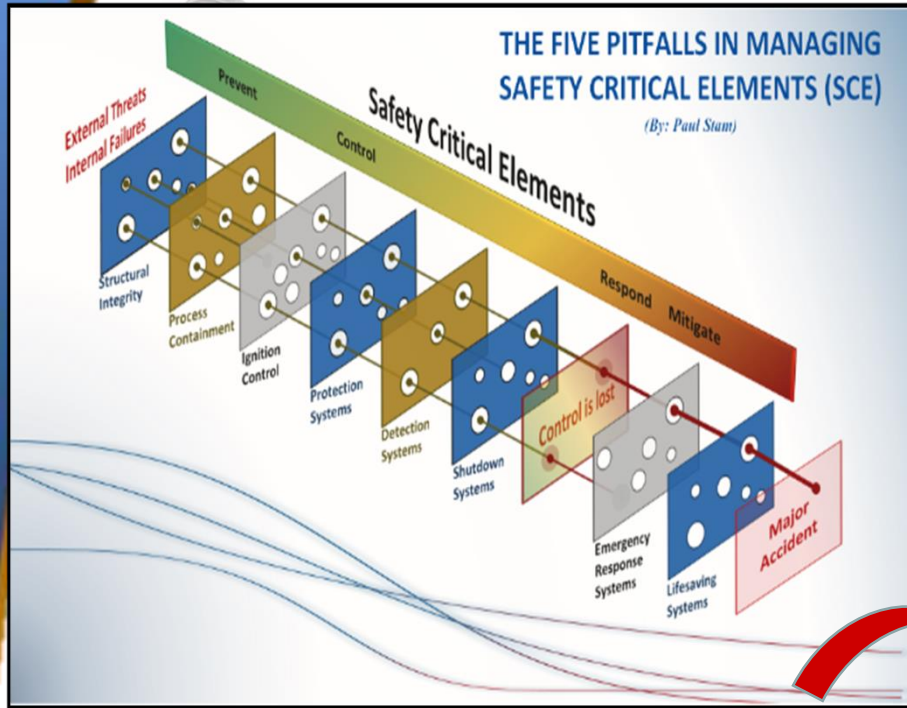 THE FIVE PITFALLS IN MANAGING
SAFETY CRITICAL ELEMENTS (SCE)
(By: Paul Stam)
Safety Critical Elements
Prevent
Control
Respond
Mitigate
External Threats
Internal Failures
Structural
Integrity
Process
Containment
Ignition
Control
Protection
Systems
Detection
Systems
Shutdown
Systems
Control is lost
Emergency
Response
Systems
Lifesaving
Systems
Major
Accident